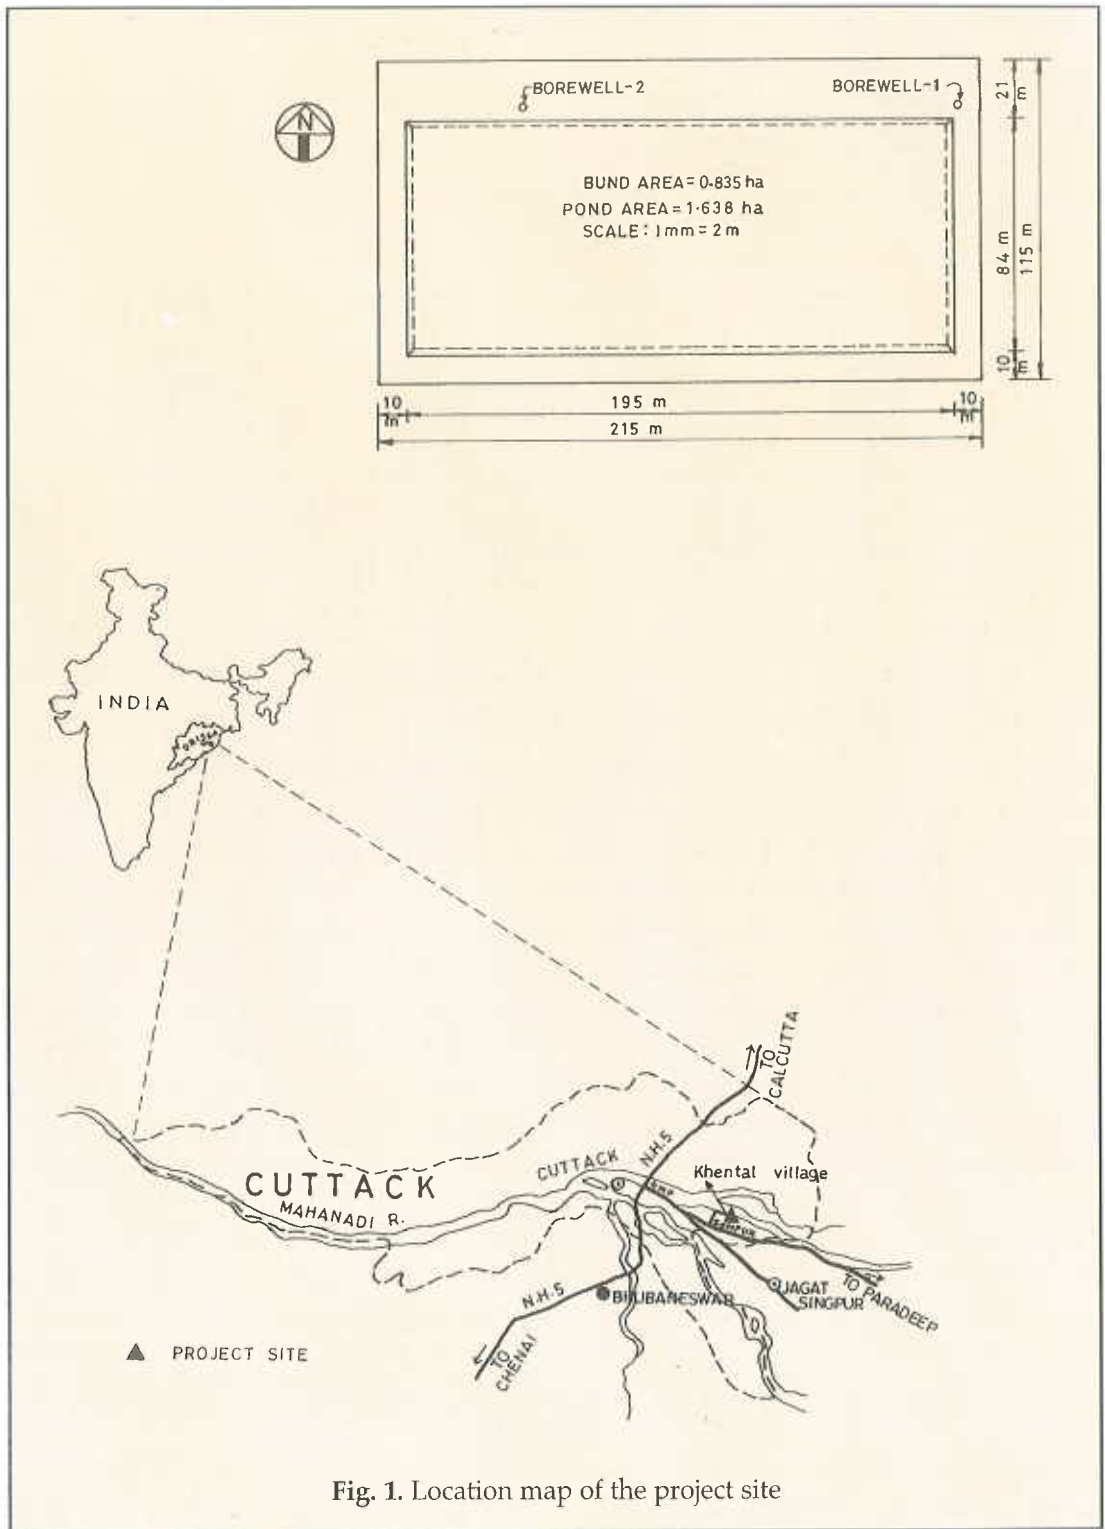 BOREWELL-2
BOREWELL-1
21 m
N
BUND AREA = 0.835 ha
POND AREA = 1.638 ha
SCALE: 1mm = 2m
84 m
115 m
10 m
10 m
195 m
10 m
215 m
INDIA
ORISSA
TO CALCUTTA
N.H.5
CUTTACK
Khental village
CUTTACK
MAHANADI R.
JAGAT
SINGPUR
TO PARADEEP
N.H.5
BHUBANESWAR
TO CHENAI
PROJECT SITE
Fig. 1. Location map of the project site